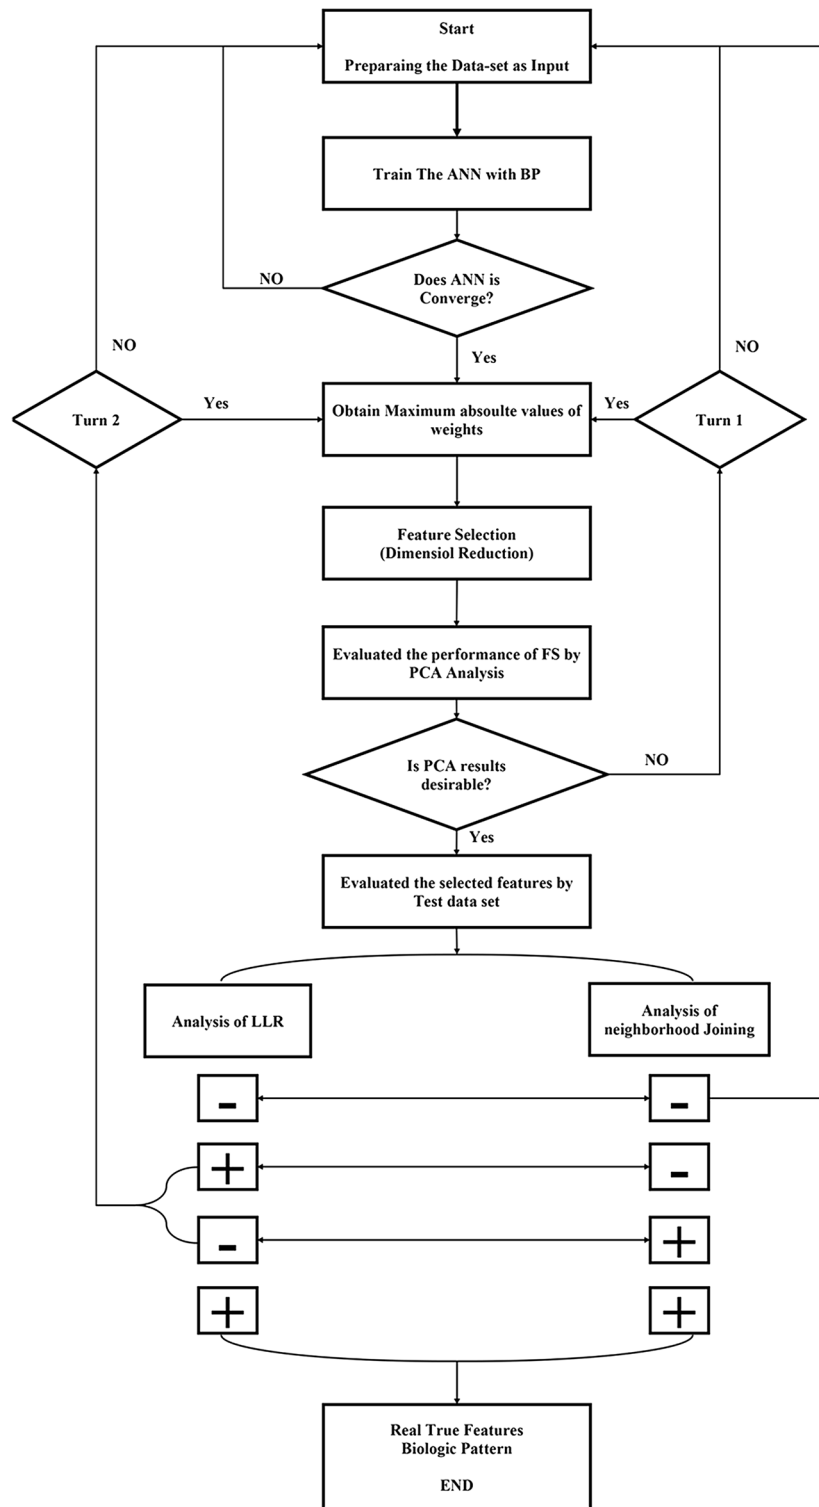 Start
Preparaing the Data-set as Input
Train The ANN with BP
NO
Does ANN is
Converge?
Yes
NO
NO
Turn 2
Yes
Obtain Maximum absoulte values of
weights
Yes
Turn 1
Feature Selection
(Dimensiol Reduction)
Evaluated the performance of FS by
PCA Analysis
Is PCA results
desirable?
NO
Yes
Evaluated the selected features by
Test data set
Analysis of LLR
Analysis of
neighborhood Joining
- -
+ -
- +
+ +
Real True Features
Biologic Pattern
END